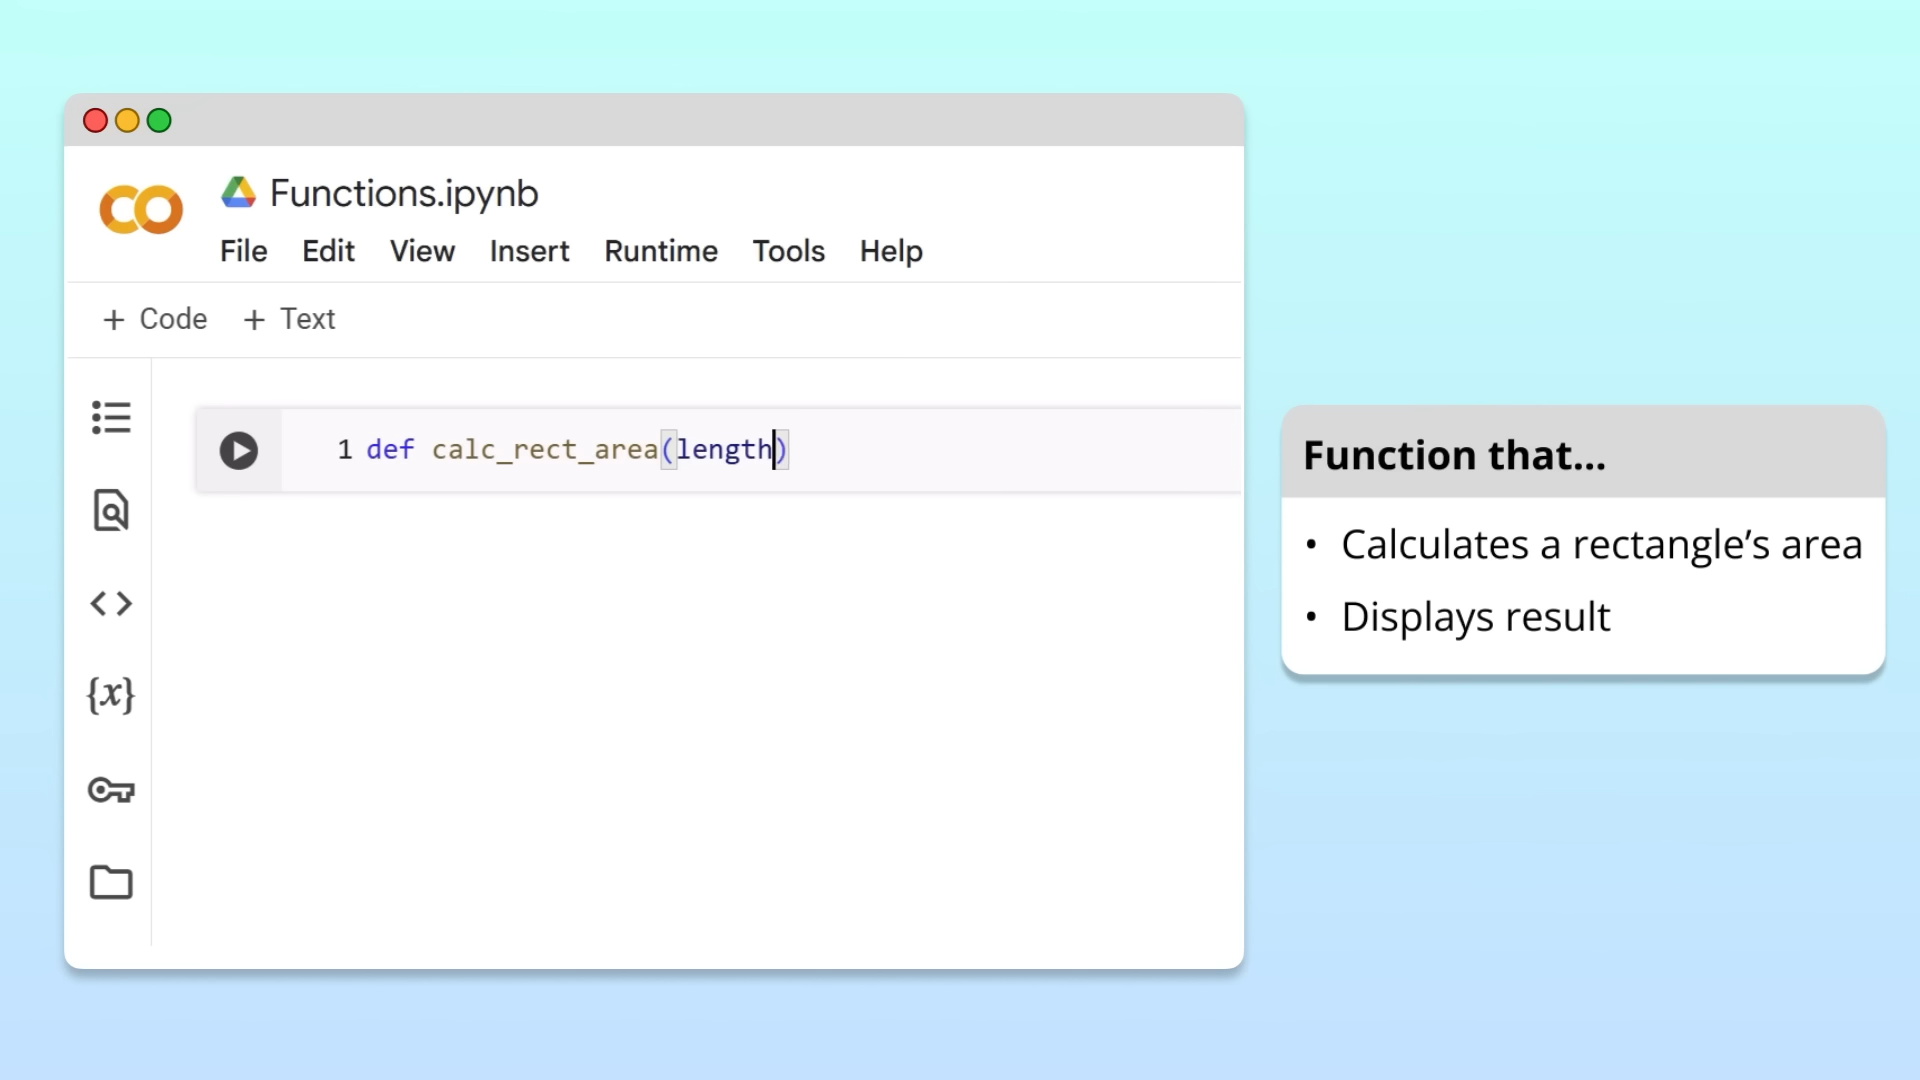 Functions.ipynb
File Edit View Insert Runtime Tools Help
+ Code + Text
1 def calc_rect_area(length)
{x}
Function that...
• Calculates a rectangle’s area
• Displays result